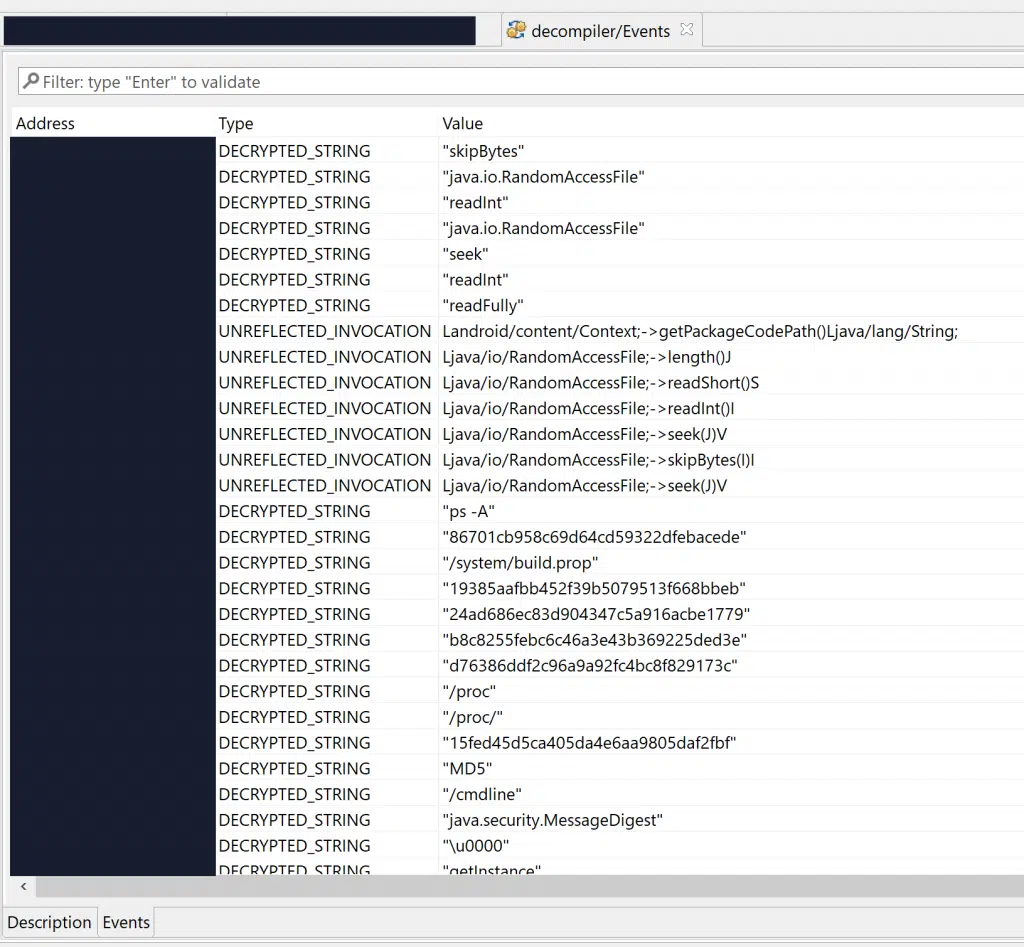 decompiler/Events
Filter: type "Enter" to validate
Address Type Value
DECRYPTED_STRING "skipBytes"
DECRYPTED_STRING "java.io.RandomAccessFile"
DECRYPTED_STRING "readInt"
DECRYPTED_STRING "java.io.RandomAccessFile"
DECRYPTED_STRING "seek"
DECRYPTED_STRING "readInt"
DECRYPTED_STRING "readFully"
UNREFLECTED_INVOCATION Landroid/content/Context;->getPackageCodePath()Ljava/lang/String;
UNREFLECTED_INVOCATION Ljava/io/RandomAccessFile;->length()J
UNREFLECTED_INVOCATION Ljava/io/RandomAccessFile;->readShort()S
UNREFLECTED_INVOCATION Ljava/io/RandomAccessFile;->readInt()I
UNREFLECTED_INVOCATION Ljava/io/RandomAccessFile;->seek(J)V
UNREFLECTED_INVOCATION Ljava/io/RandomAccessFile;->skipBytes(I)I
UNREFLECTED_INVOCATION Ljava/io/RandomAccessFile;->seek(J)V
DECRYPTED_STRING "ps -A"
DECRYPTED_STRING "86701cb958c69d64cd59322dfebacede"
DECRYPTED_STRING "/system/build.prop"
DECRYPTED_STRING "19385aafbb452f39b5079513f668bbeb"
DECRYPTED_STRING "24ad686ec83d904347c5a916acbe1779"
DECRYPTED_STRING "b8c8255febc6c46a3e43b369225ded3e"
DECRYPTED_STRING "d76386ddf2c96a9a92fc4bc8f829173c"
DECRYPTED_STRING "/proc"
DECRYPTED_STRING "/proc/"
DECRYPTED_STRING "15fed45d5ca405da4e6aa9805daf2fbf"
DECRYPTED_STRING "MD5"
DECRYPTED_STRING "/cmdline"
DECRYPTED_STRING "java.security.MessageDigest"
DECRYPTED_STRING "\u0000"
DECRYPTED_STRING "getInstance"
Description Events